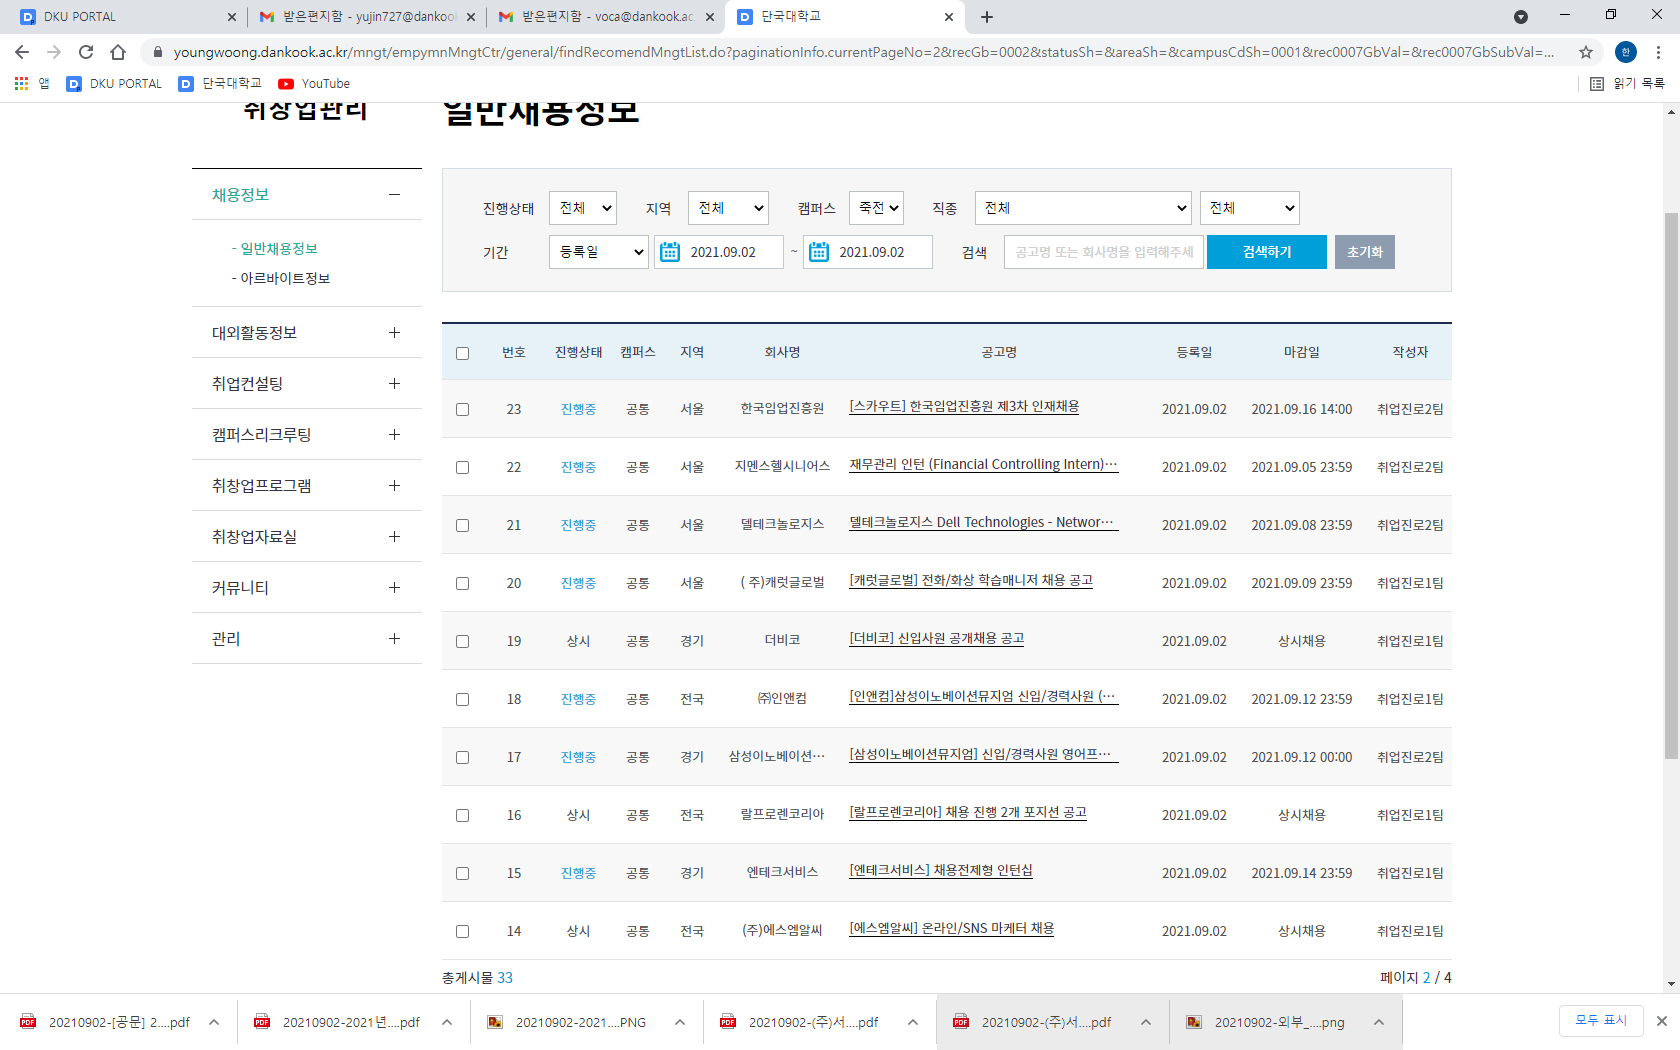 DKU PORTAL
받은편지함 - yujin727@dankook
받은편지함 - voca@dankook.ac.
단국대학교
youngwoong.dankook.ac.kr/mngt/empymnMngtCtr/general/findRecomendMngtList.do?paginationInfo.currentPageNo=2&recGb=0002&statusSh=&areaSh=&campusCdSh=0001&rec0007GbVal=&rec0007GbSubVal=...
한
앱
DKU PORTAL
단국대학교
YouTube
읽기 목록
취창업관리
일반채용정보
채용정보
- 일반채용정보
- 아르바이트정보
대외활동정보
취업컨설팅
캠퍼스리크루팅
취창업프로그램
취창업자료실
커뮤니티
관리
진행상태 전체 지역 전체 캠퍼스 죽전 직종 전체 전체
기간 등록일 2021.09.02 ~ 2021.09.02 검색 공고명 또는 회사명을 입력해주세 검색하기 초기화
번호 진행상태 캠퍼스 지역 회사명 공고명 등록일 마감일 작성자
23 진행중 공통 서울 한국임업진흥원 [스카우트] 한국임업진흥원 제3차 인재채용 2021.09.02 2021.09.16 14:00 취업진로2팀
22 진행중 공통 서울 지멘스헬시니어스 재무관리 인턴 (Financial Controlling Intern)… 2021.09.02 2021.09.05 23:59 취업진로2팀
21 진행중 공통 서울 델테크놀로지스 델테크놀로지스 Dell Technologies - Networ… 2021.09.02 2021.09.08 23:59 취업진로2팀
20 진행중 공통 서울 ( 주)캐럿글로벌 [캐럿글로벌] 전화/화상 학습매니저 채용 공고 2021.09.02 2021.09.09 23:59 취업진로1팀
19 상시 공통 경기 더비코 [더비코] 신입사원 공개채용 공고 2021.09.02 상시채용 취업진로1팀
18 진행중 공통 전국 ㈜인앤컴 [인앤컴]삼성이노베이션뮤지엄 신입/경력사원 (… 2021.09.02 2021.09.12 23:59 취업진로1팀
17 진행중 공통 경기 삼성이노베이션… [삼성이노베이션뮤지엄] 신입/경력사원 영어프… 2021.09.02 2021.09.12 00:00 취업진로2팀
16 상시 공통 전국 랄프로렌코리아 [랄프로렌코리아] 채용 진행 2개 포지션 공고 2021.09.02 상시채용 취업진로1팀
15 진행중 공통 경기 엔테크서비스 [엔테크서비스] 채용전제형 인턴십 2021.09.02 2021.09.14 23:59 취업진로1팀
14 상시 공통 전국 (주)에스엠알씨 [에스엠알씨] 온라인/SNS 마케터 채용 2021.09.02 상시채용 취업진로1팀
총게시물 33
페이지 2 / 4
20210902-[공문] 2....pdf
20210902-2021년....pdf
20210902-2021....PNG
20210902-(주)서....pdf
20210902-(주)서....pdf
20210902-외부_....png
모두 표시